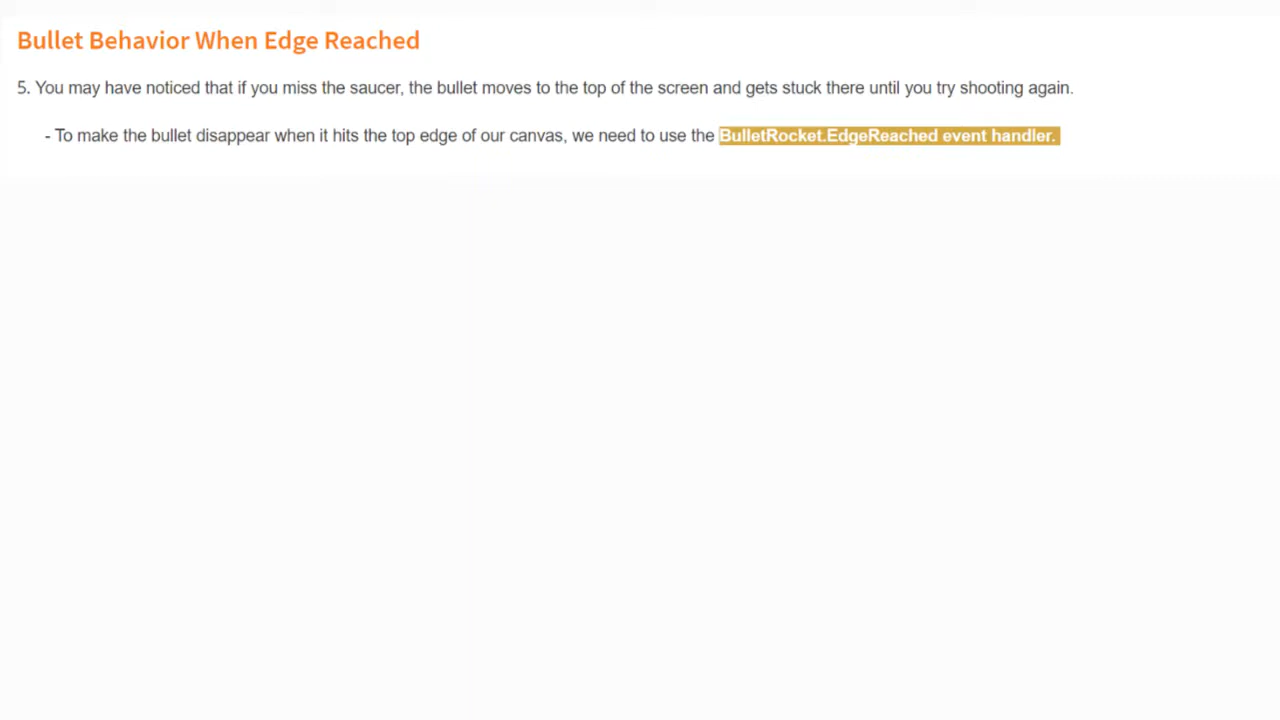 Bullet Behavior When Edge Reached
5. You may have noticed that if you miss the saucer, the bullet moves to the top of the screen and gets stuck there until you try shooting again.
- To make the bullet disappear when it hits the top edge of our canvas, we need to use the BulletRocket.EdgeReached event handler.